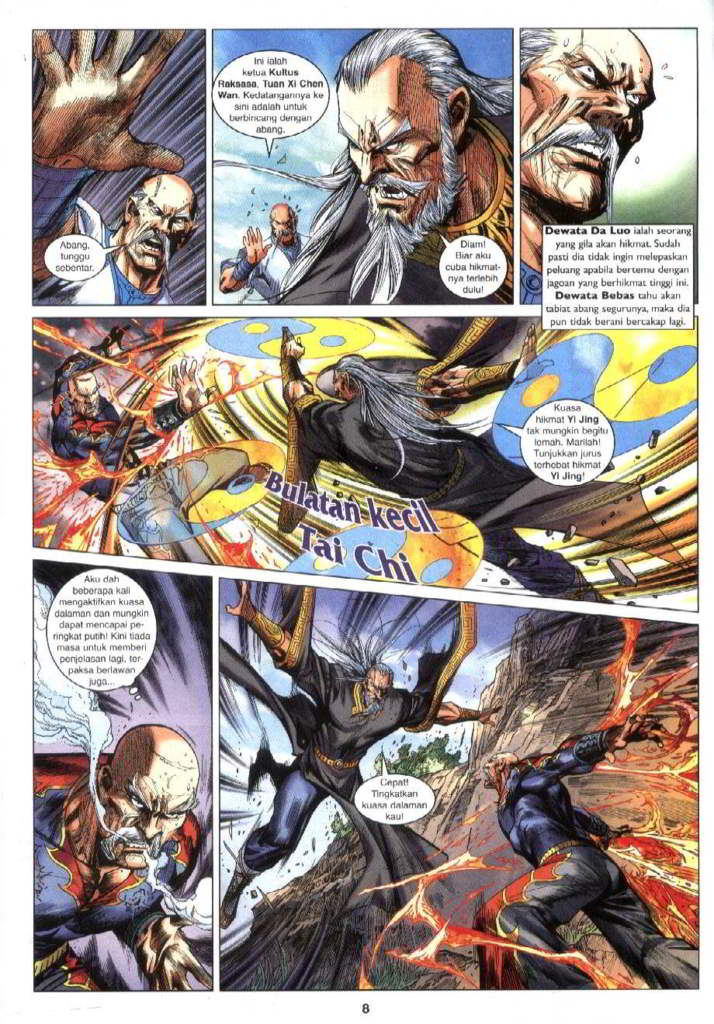 Abang,
tunggu
sebentar.
Ini ialah
ketua Kultus
Raksasa, Tuan Xi Chen
Wan. Kedatangannya ke
sini adalah untuk
berbincang dengan
abang.
Diam!
Biar aku
cuba hikmat-
nya terlebih
dulu!
Dewata Da Luo ialah seorang
yang gila akan hikmat. Sudah
pasti dia tidak ingin melepaskan
peluang apabila bertemu dengan
jagoan yang berhikmat tinggi ini.
Dewata Bebas tahu akan
tabiat abang segurunya, maka dia
pun tidak berani bercakap lagi.
Kuasa
hikmat Yi Jing
tak mungkin begitu
lemah. Marilah!
Tunjukkan jurus
terhebat hikmat
Yi Jing!
Bulatan kecil
Tai Chi
Aku dah
beberapa kali
mengaktifkan kuasa
dalaman dan mungkin
dapat mencapai pe-
ringkat putih! Kini tiada
masa untuk memberi
penjelasan lagi, ter-
paksa berlawan
juga...
Cepat!
Tingkatkan
kuasa dalaman
kau!
8